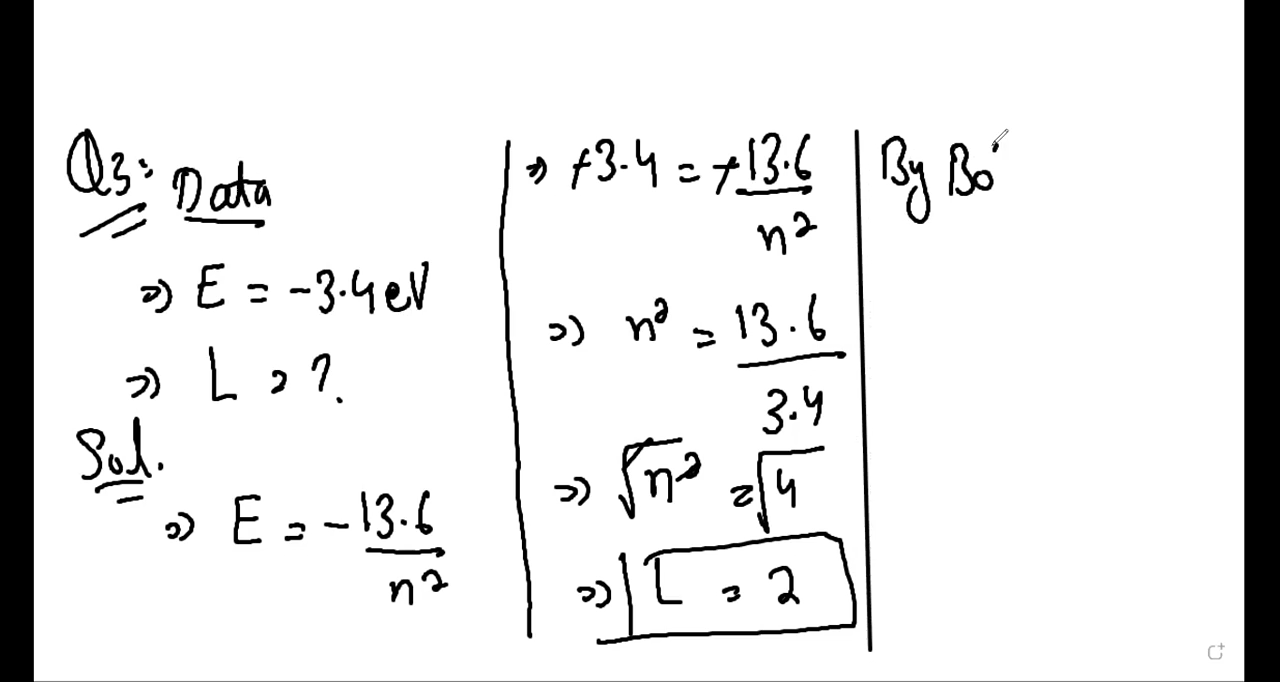 Q3: Data
⇒ E = -3.4eV
⇒ L = ?.
Sol.
⇒ E = -13.6/n²
⇒ +3.4 = +13.6/n²
⇒ n² = 13.6/3.4
⇒ √n² = √4
⇒ L = 2
By Bo